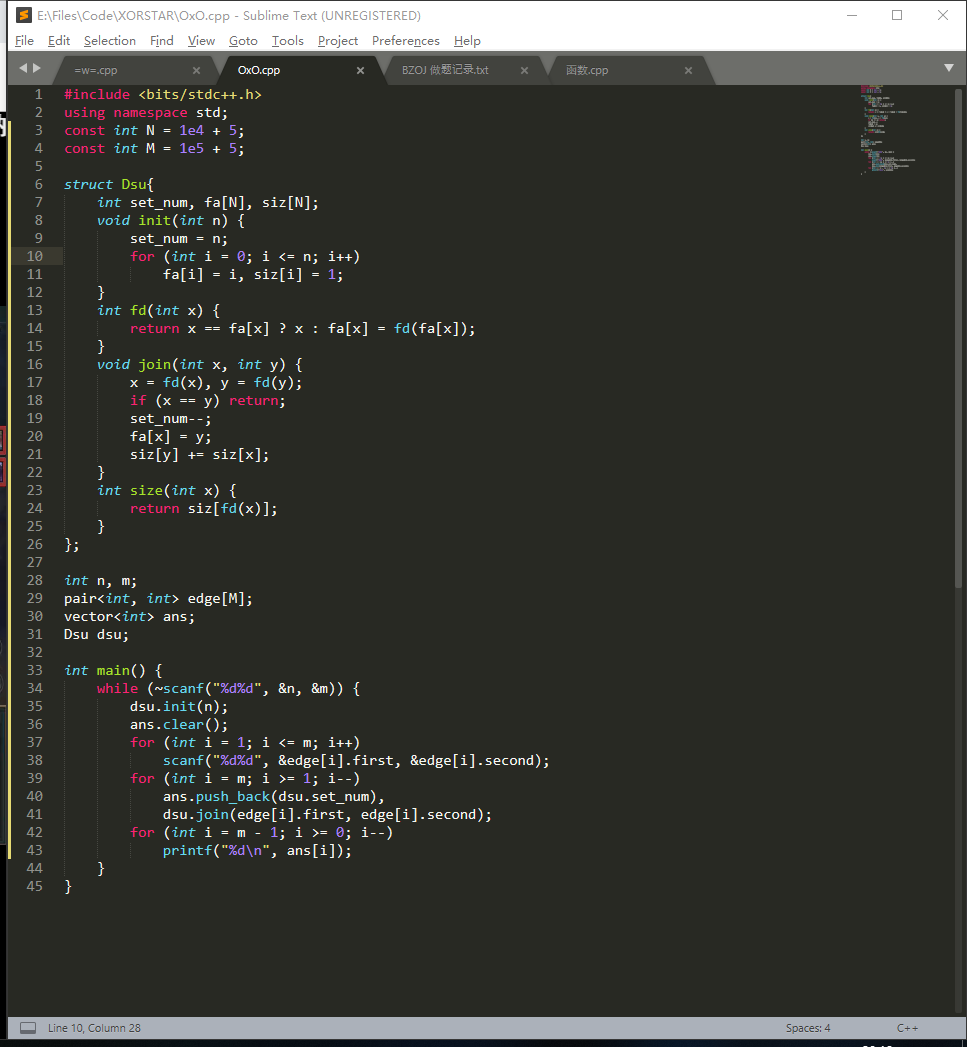 E:\Files\Code\XORSTAR\OxO.cpp - Sublime Text (UNREGISTERED)
File Edit Selection Find View Goto Tools Project Preferences Help
=w=.cpp OxO.cpp BZOJ 做题记录.txt 函数.cpp
1 #include <bits/stdc++.h>
2 using namespace std;
3 const int N = 1e4 + 5;
4 const int M = 1e5 + 5;
5
6 struct Dsu{
7 int set_num, fa[N], siz[N];
8 void init(int n) {
9 set_num = n;
10 for (int i = 0; i <= n; i++)
11 fa[i] = i, siz[i] = 1;
12 }
13 int fd(int x) {
14 return x == fa[x] ? x : fa[x] = fd(fa[x]);
15 }
16 void join(int x, int y) {
17 x = fd(x), y = fd(y);
18 if (x == y) return;
19 set_num--;
20 fa[x] = y;
21 siz[y] += siz[x];
22 }
23 int size(int x) {
24 return siz[fd(x)];
25 }
26 };
27
28 int n, m;
29 pair<int, int> edge[M];
30 vector<int> ans;
31 Dsu dsu;
32
33 int main() {
34 while (~scanf("%d%d", &n, &m)) {
35 dsu.init(n);
36 ans.clear();
37 for (int i = 1; i <= m; i++)
38 scanf("%d%d", &edge[i].first, &edge[i].second);
39 for (int i = m; i >= 1; i--)
40 ans.push_back(dsu.set_num),
41 dsu.join(edge[i].first, edge[i].second);
42 for (int i = m - 1; i >= 0; i--)
43 printf("%d\n", ans[i]);
44 }
45 }
Line 10, Column 28 Spaces: 4 C++